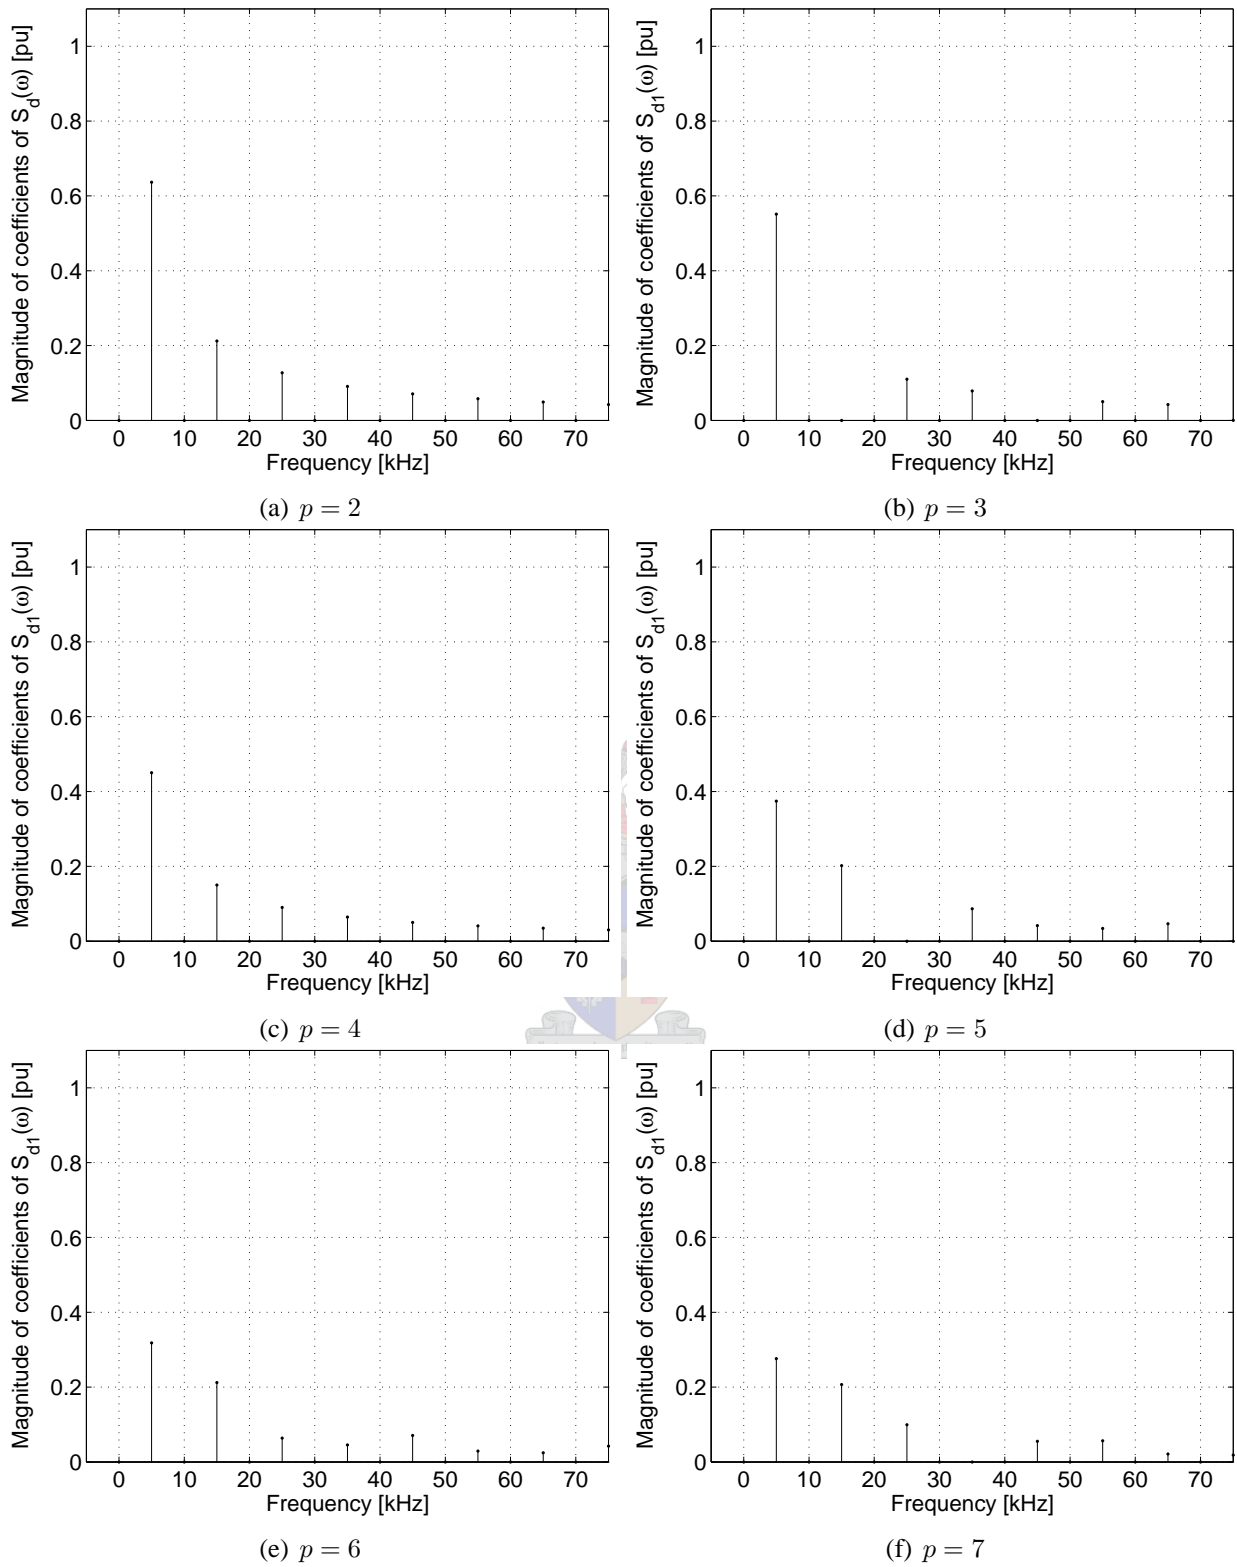 Magnitude of coefficients of S_d(ω) [pu]
1
0.8
0.6
0.4
0.2
0
0 10 20 30 40 50 60 70
Frequency [kHz]
(a) p = 2
Magnitude of coefficients of S_d1(ω) [pu]
1
0.8
0.6
0.4
0.2
0
0 10 20 30 40 50 60 70
Frequency [kHz]
(b) p = 3
Magnitude of coefficients of S_d1(ω) [pu]
1
0.8
0.6
0.4
0.2
0
0 10 20 30 40 50 60 70
Frequency [kHz]
(c) p = 4
Magnitude of coefficients of S_d1(ω) [pu]
1
0.8
0.6
0.4
0.2
0
0 10 20 30 40 50 60 70
Frequency [kHz]
(d) p = 5
Magnitude of coefficients of S_d1(ω) [pu]
1
0.8
0.6
0.4
0.2
0
0 10 20 30 40 50 60 70
Frequency [kHz]
(e) p = 6
Magnitude of coefficients of S_d1(ω) [pu]
1
0.8
0.6
0.4
0.2
0
0 10 20 30 40 50 60 70
Frequency [kHz]
(f) p = 7